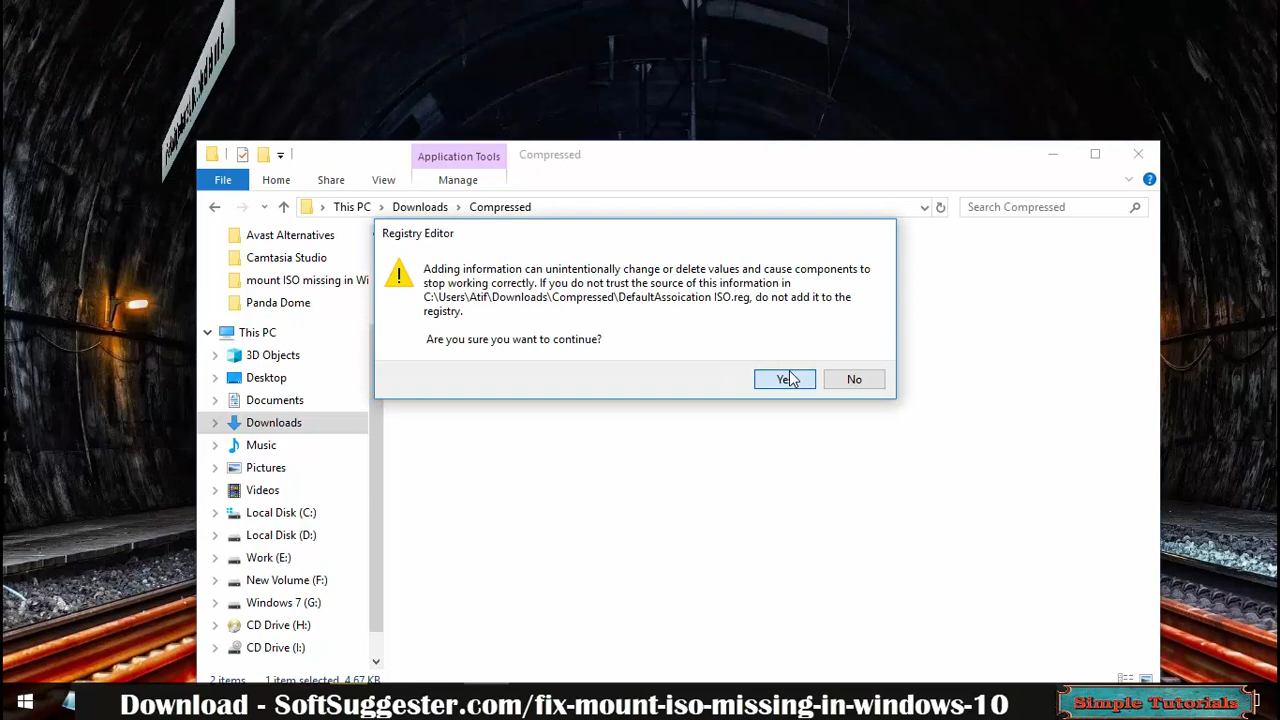 Application Tools
Compressed
File
Home
Share
View
Manage
This PC
Downloads
Compressed
Search Compressed
Avast Alternatives
Camtasia Studio
mount ISO missing in Wi
Panda Dome
This PC
3D Objects
Desktop
Documents
Downloads
Music
Pictures
Videos
Local Disk (C:)
Local Disk (D:)
Work (E:)
New Volume (F:)
Windows 7 (G:)
CD Drive (H:)
CD Drive (I:)
Registry Editor
Adding information can unintentionally change or delete values and cause components to
stop working correctly. If you do not trust the source of this information in
C:\Users\Atif\Downloads\Compressed\DefaultAssoication ISO.reg, do not add it to the
registry.
Are you sure you want to continue?
Yes
No
2 items
1 item selected 4.67 KB
Download - SoftSuggester.com/fix-mount-iso-missing-in-windows-10
Simple Tutorials